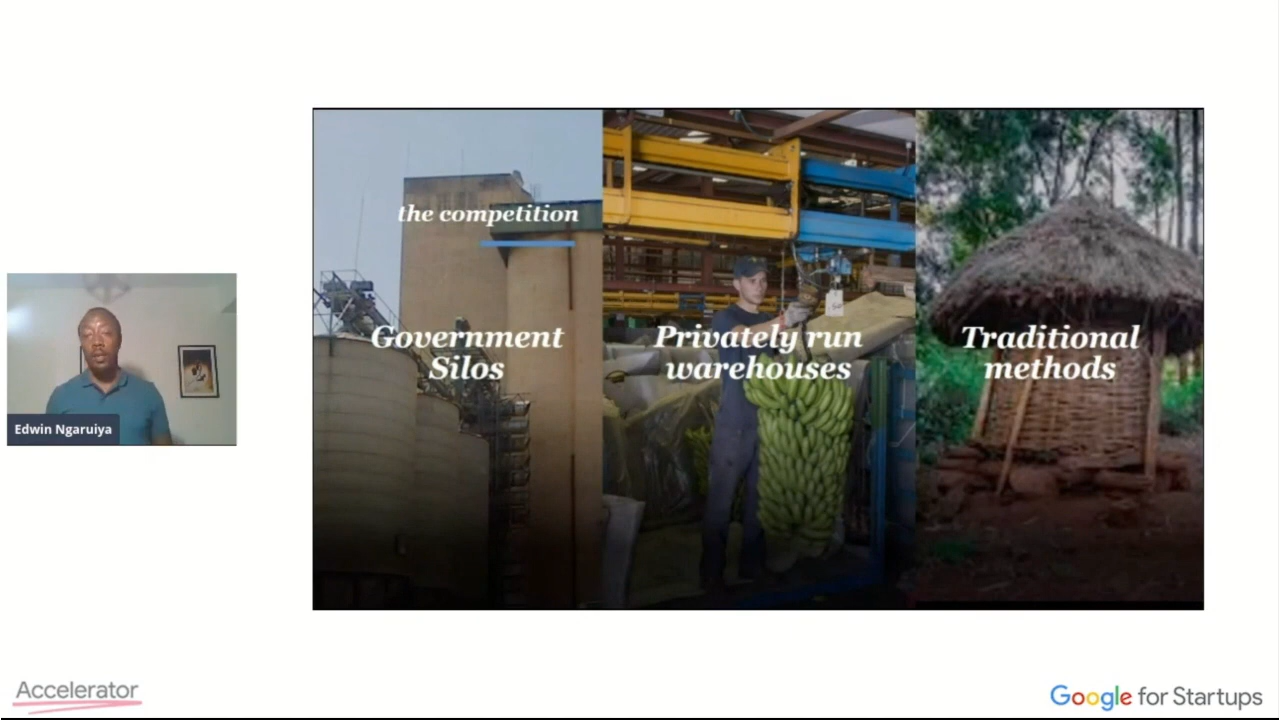 the competition
Government
Silos
Privately run
warehouses
Traditional
methods
Edwin Ngaruiya
Accelerator
Google for Startups